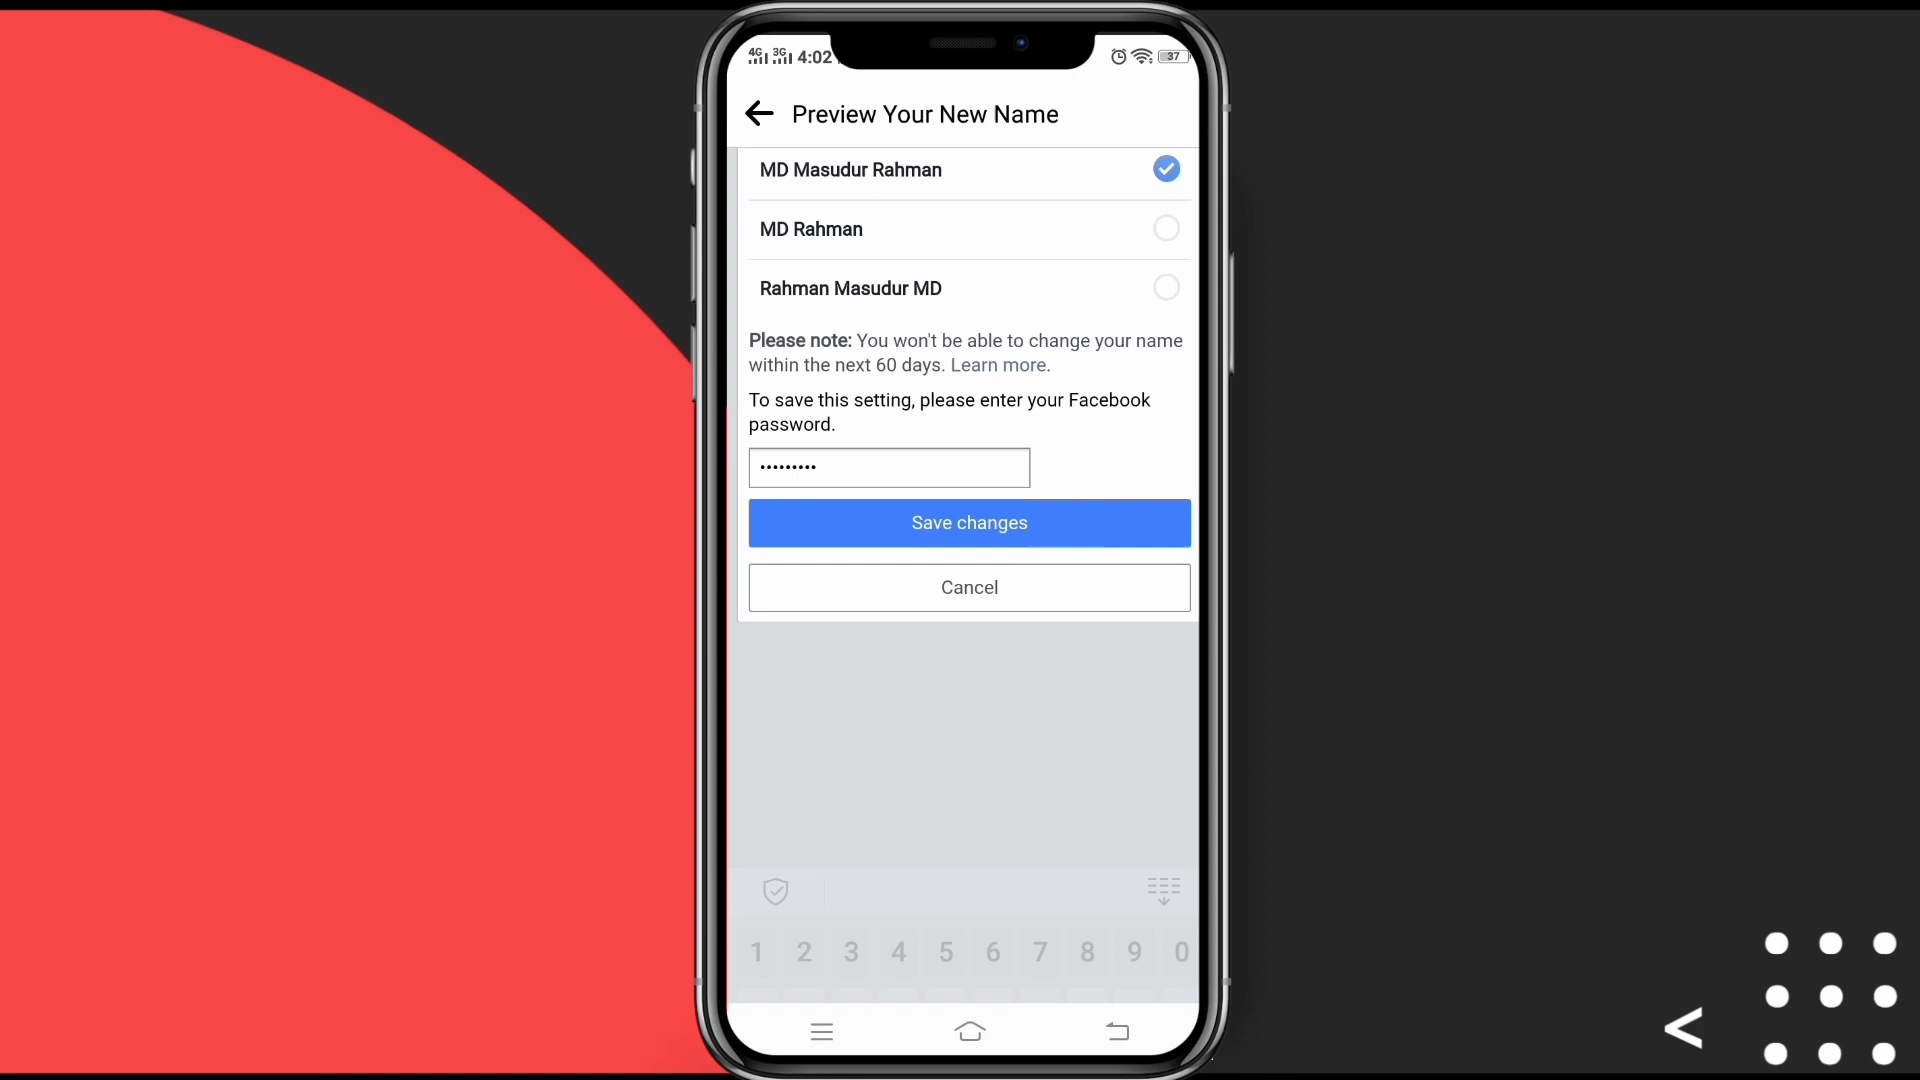 4G 3G 4:02 37
Preview Your New Name
MD Masudur Rahman
MD Rahman
Rahman Masudur MD
Please note: You won't be able to change your name
within the next 60 days. Learn more.
To save this setting, please enter your Facebook
password.
•••••••••
Save changes
Cancel
1 2 3 4 5 6 7 8 9 0